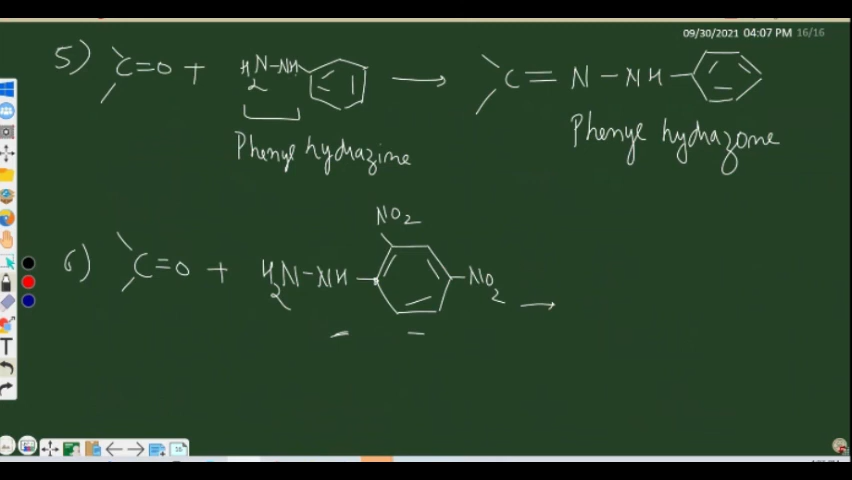 09/30/2021 04:07 PM 16/16
5) C=O + H2N-NH → C=N-NH
Phenyl hydrazine
Phenyl hydrazone
NO2
6) C=O + H2N-NH NO2 →
T